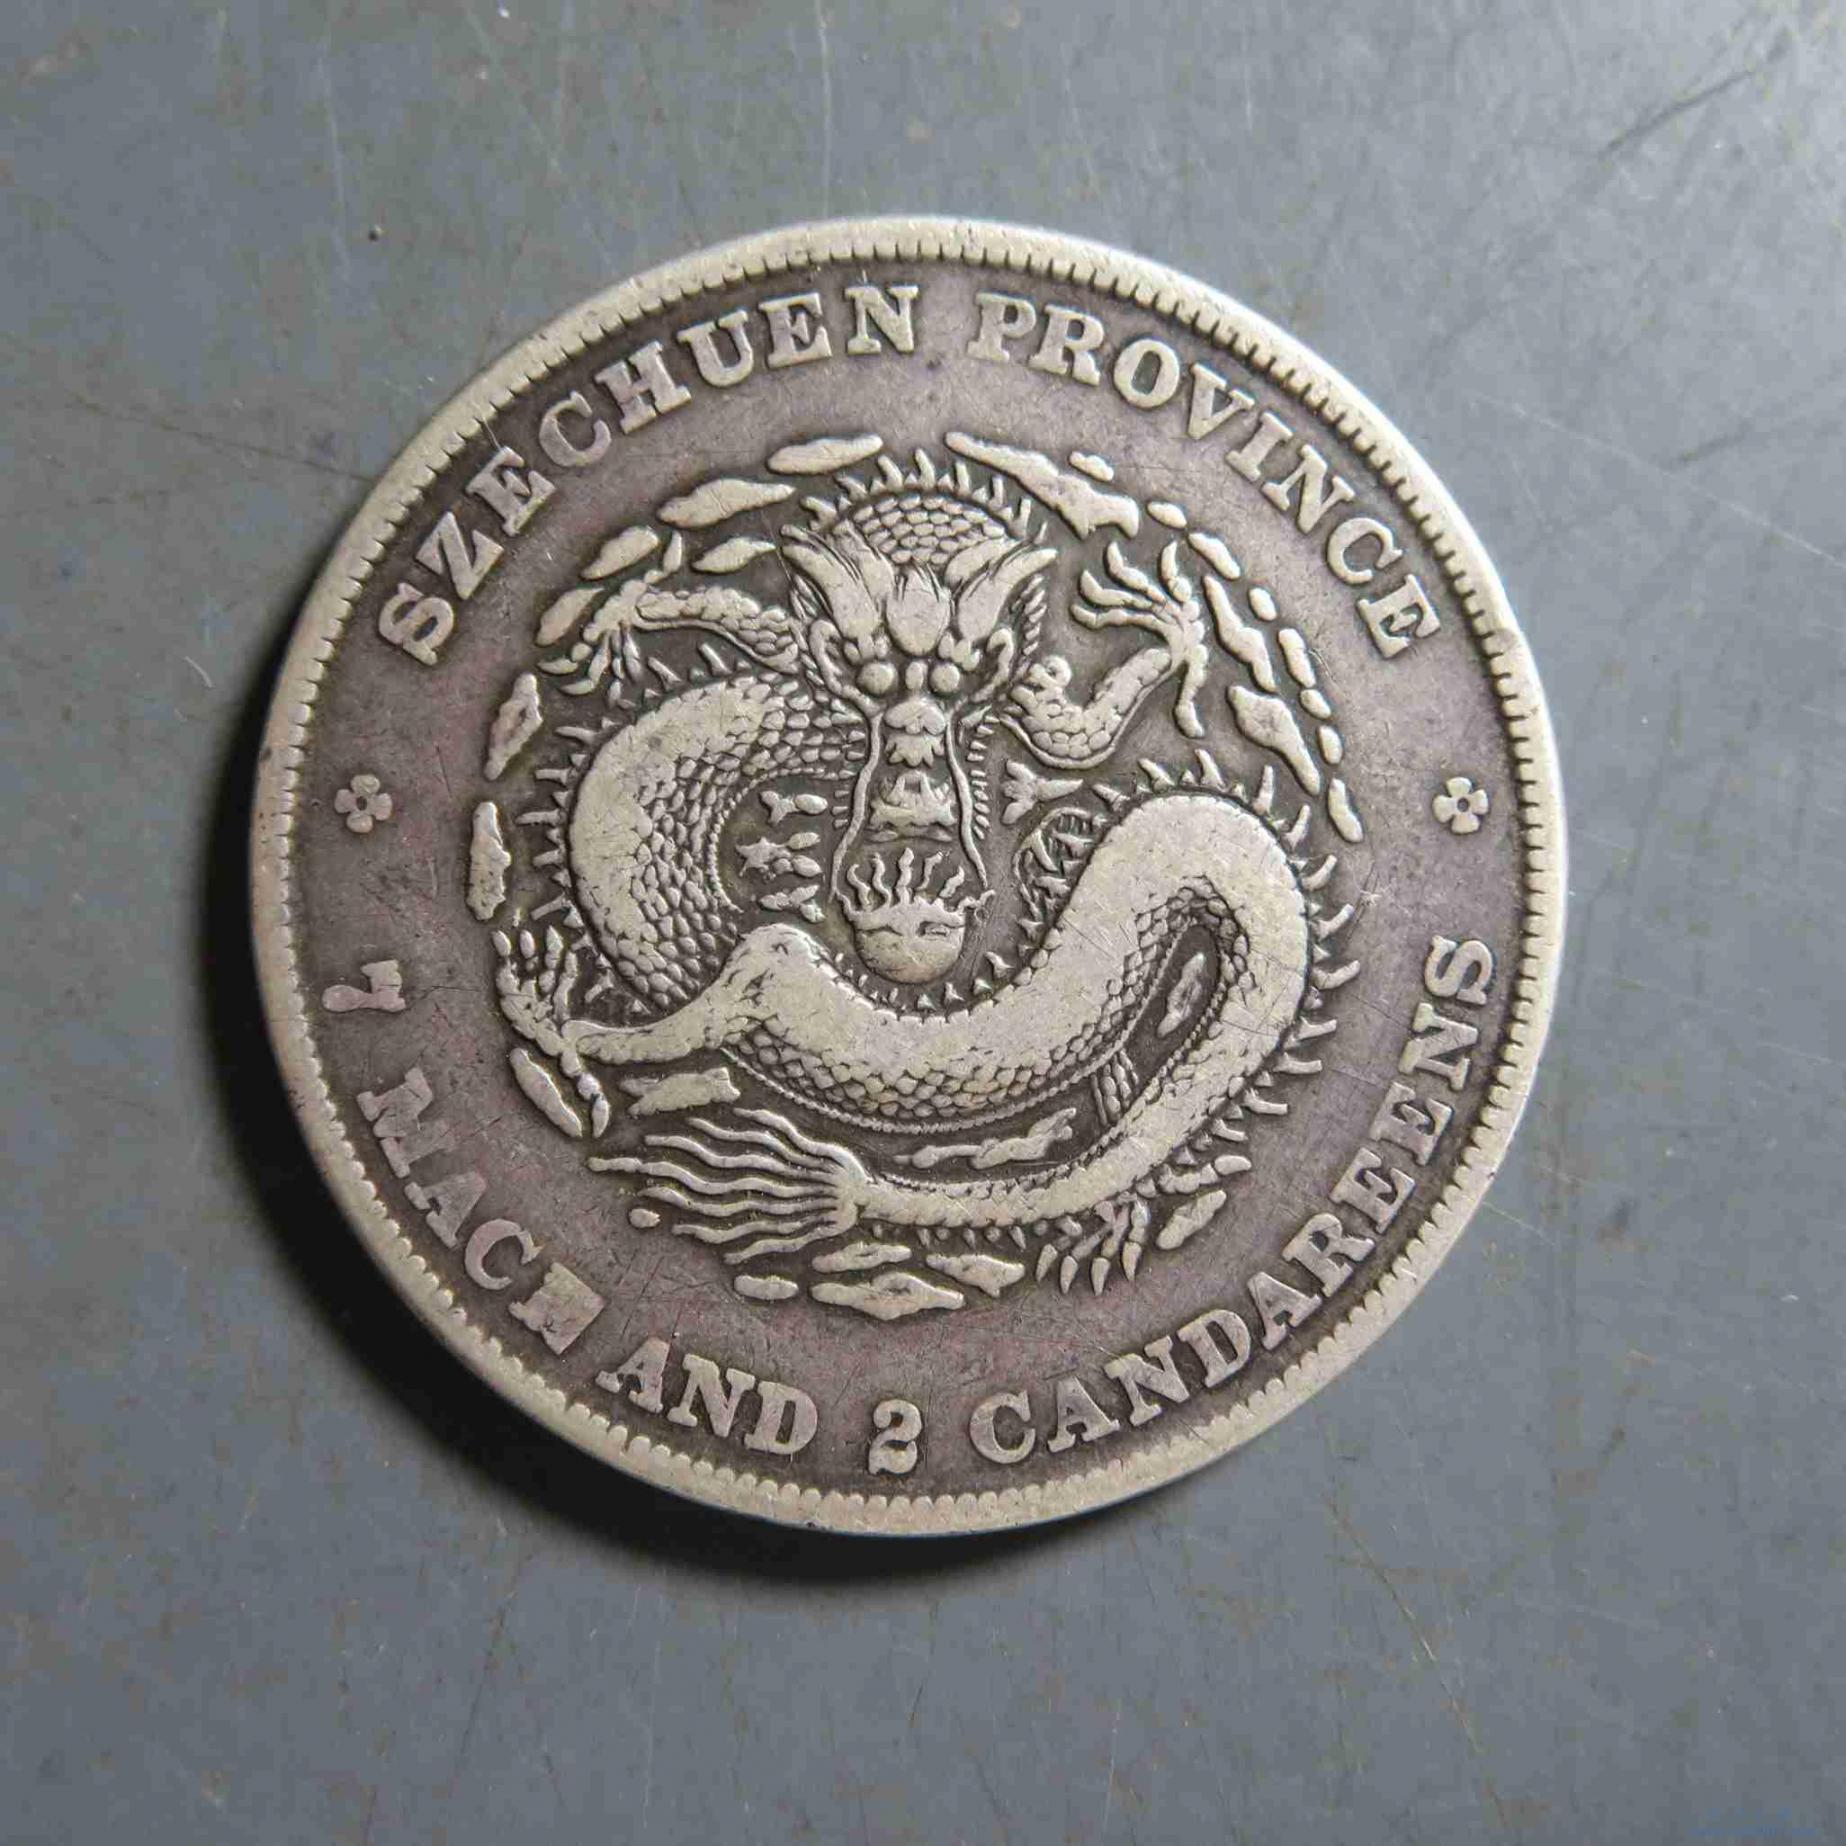 SZECHUEN PROVINCE
7 MACE AND 2 CANDAREENS